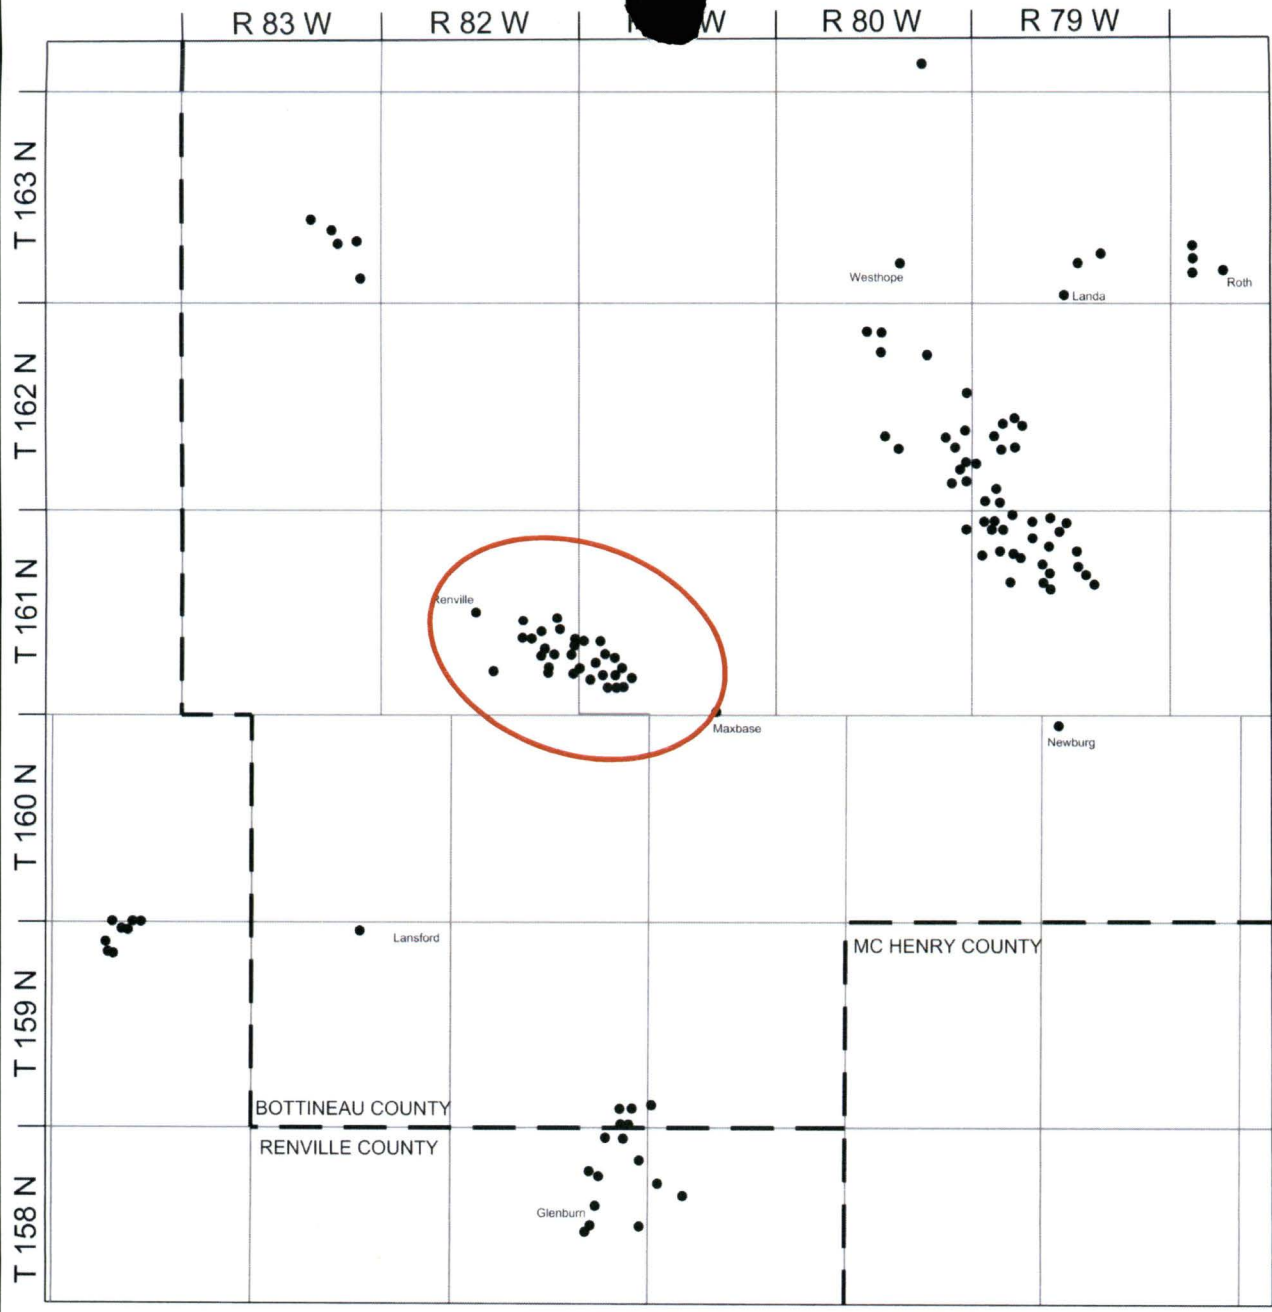 R 83 W
R 82 W
W
R 80 W
R 79 W
T 163 N
Westhope
Landa
Roth
T 162 N
T 161 N
Renville
Maxbase
Newburg
T 160 N
Lansford
MC HENRY COUNTY
T 159 N
BOTTINEAU COUNTY
RENVILLE COUNTY
T 158 N
Glenburn